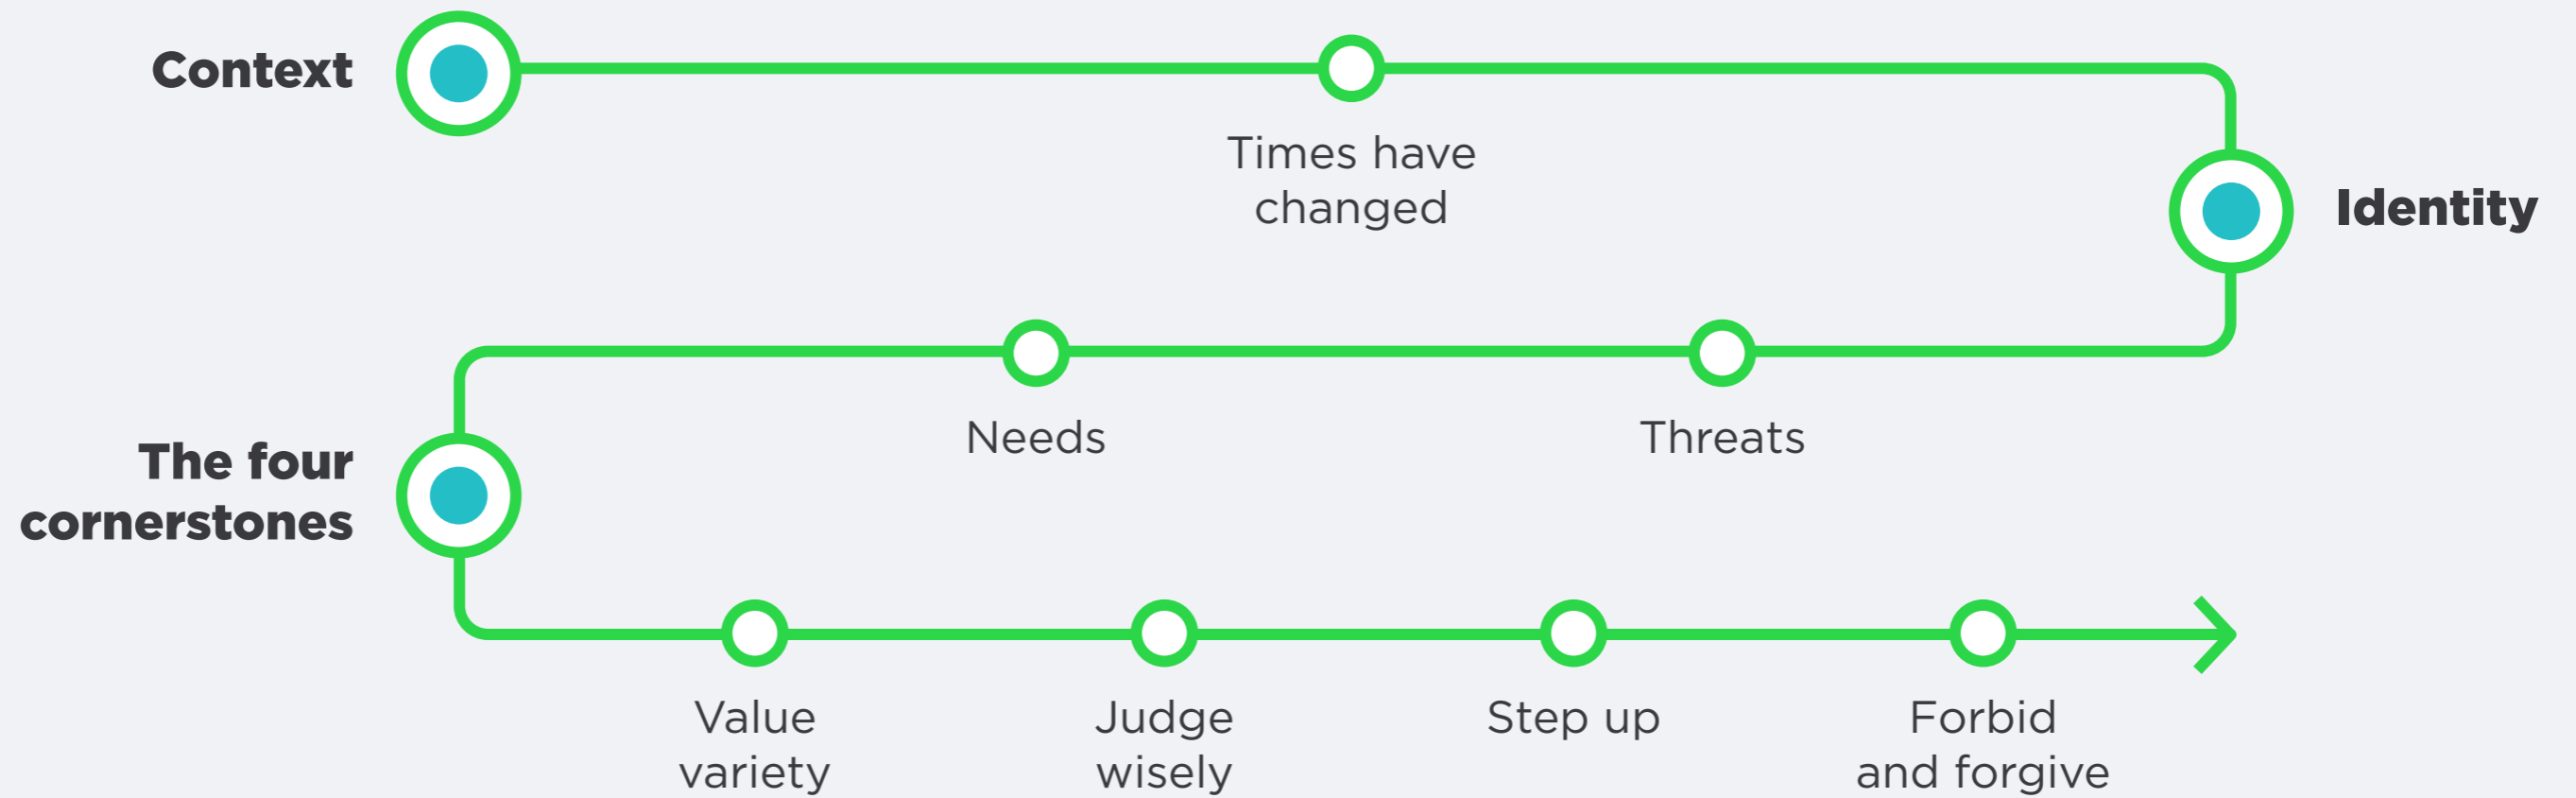 Context
Times have
changed
Identity
Threats
Needs
The four
cornerstones
Value
variety
Judge
wisely
Step up
Forbid
and forgive